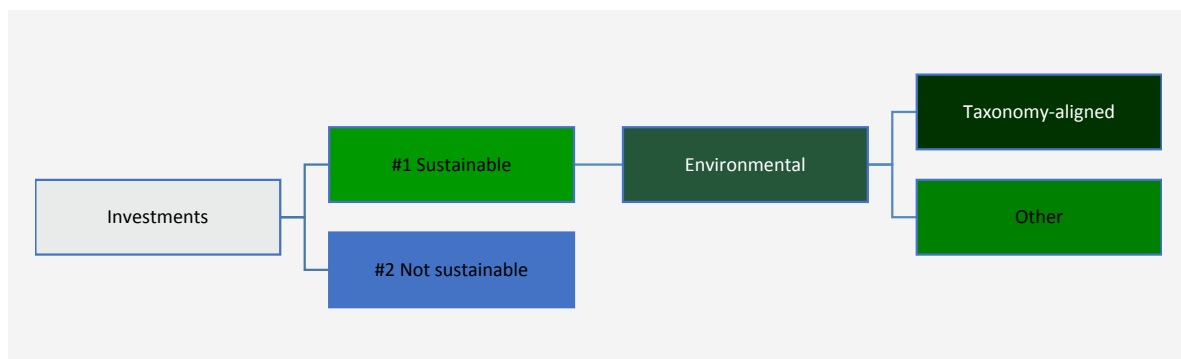 Investments
#1 Sustainable
#2 Not sustainable
Environmental
Taxonomy-aligned
Other